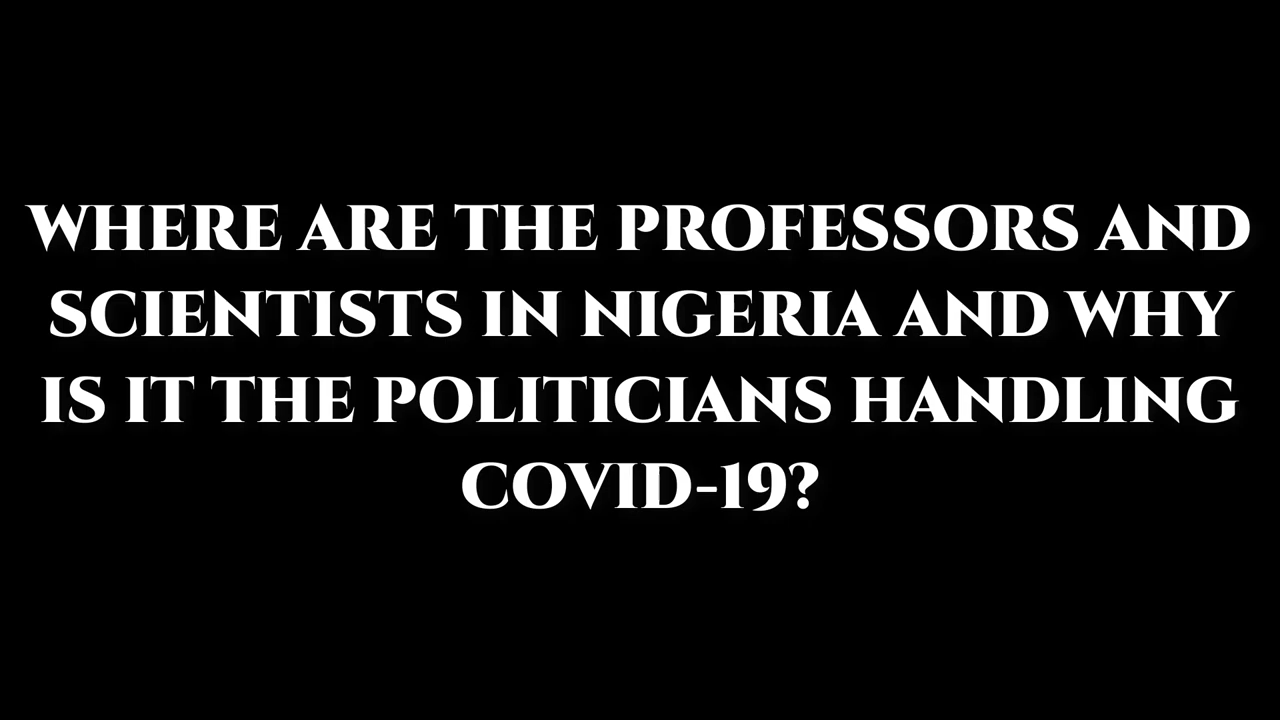 WHERE ARE THE PROFESSORS AND
SCIENTISTS IN NIGERIA AND WHY
IS IT THE POLITICIANS HANDLING
COVID-19?